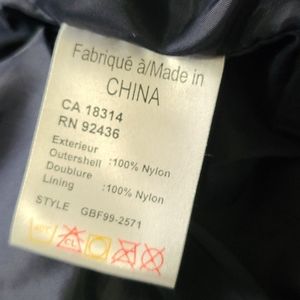 Fabriqué à/Made in
CHINA
CA 18314
RN 92436
Exterieur
Outershell :100% Nylon
Doublure
Lining :100% Nylon
STYLE GBF99-2571
CL